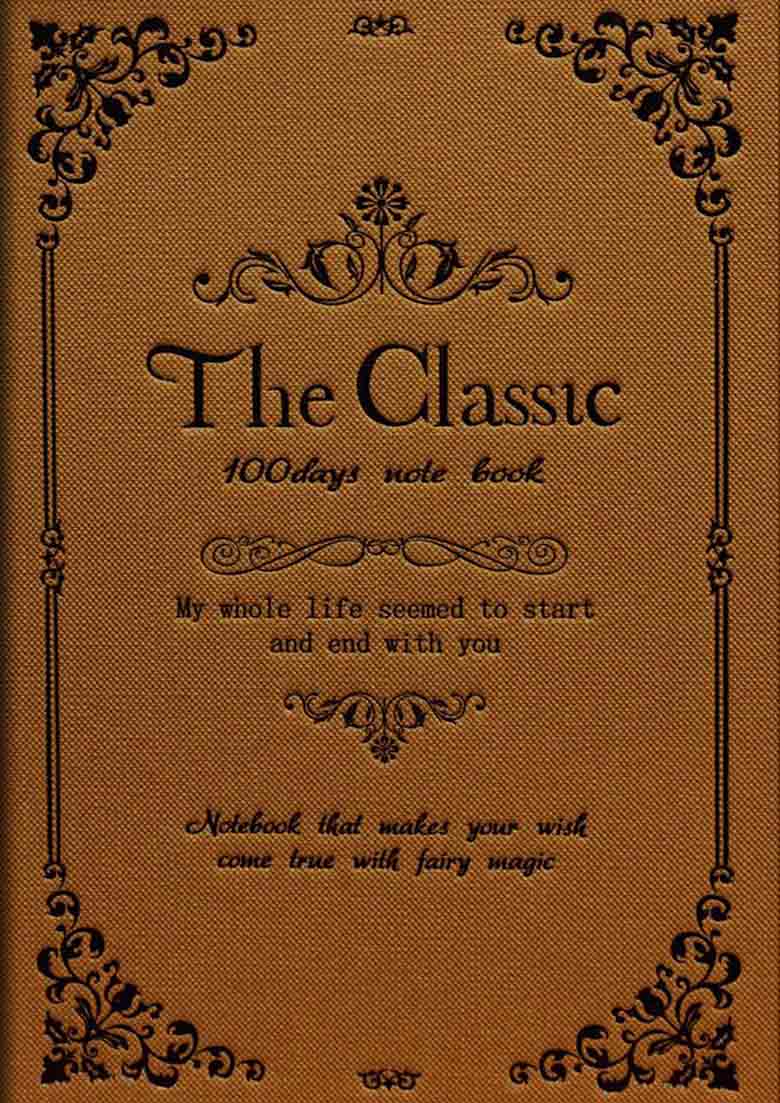 The Classic
100days note book
My whole life seemed to start
and end with you
Notebook that makes your wish
come true with fairy magic